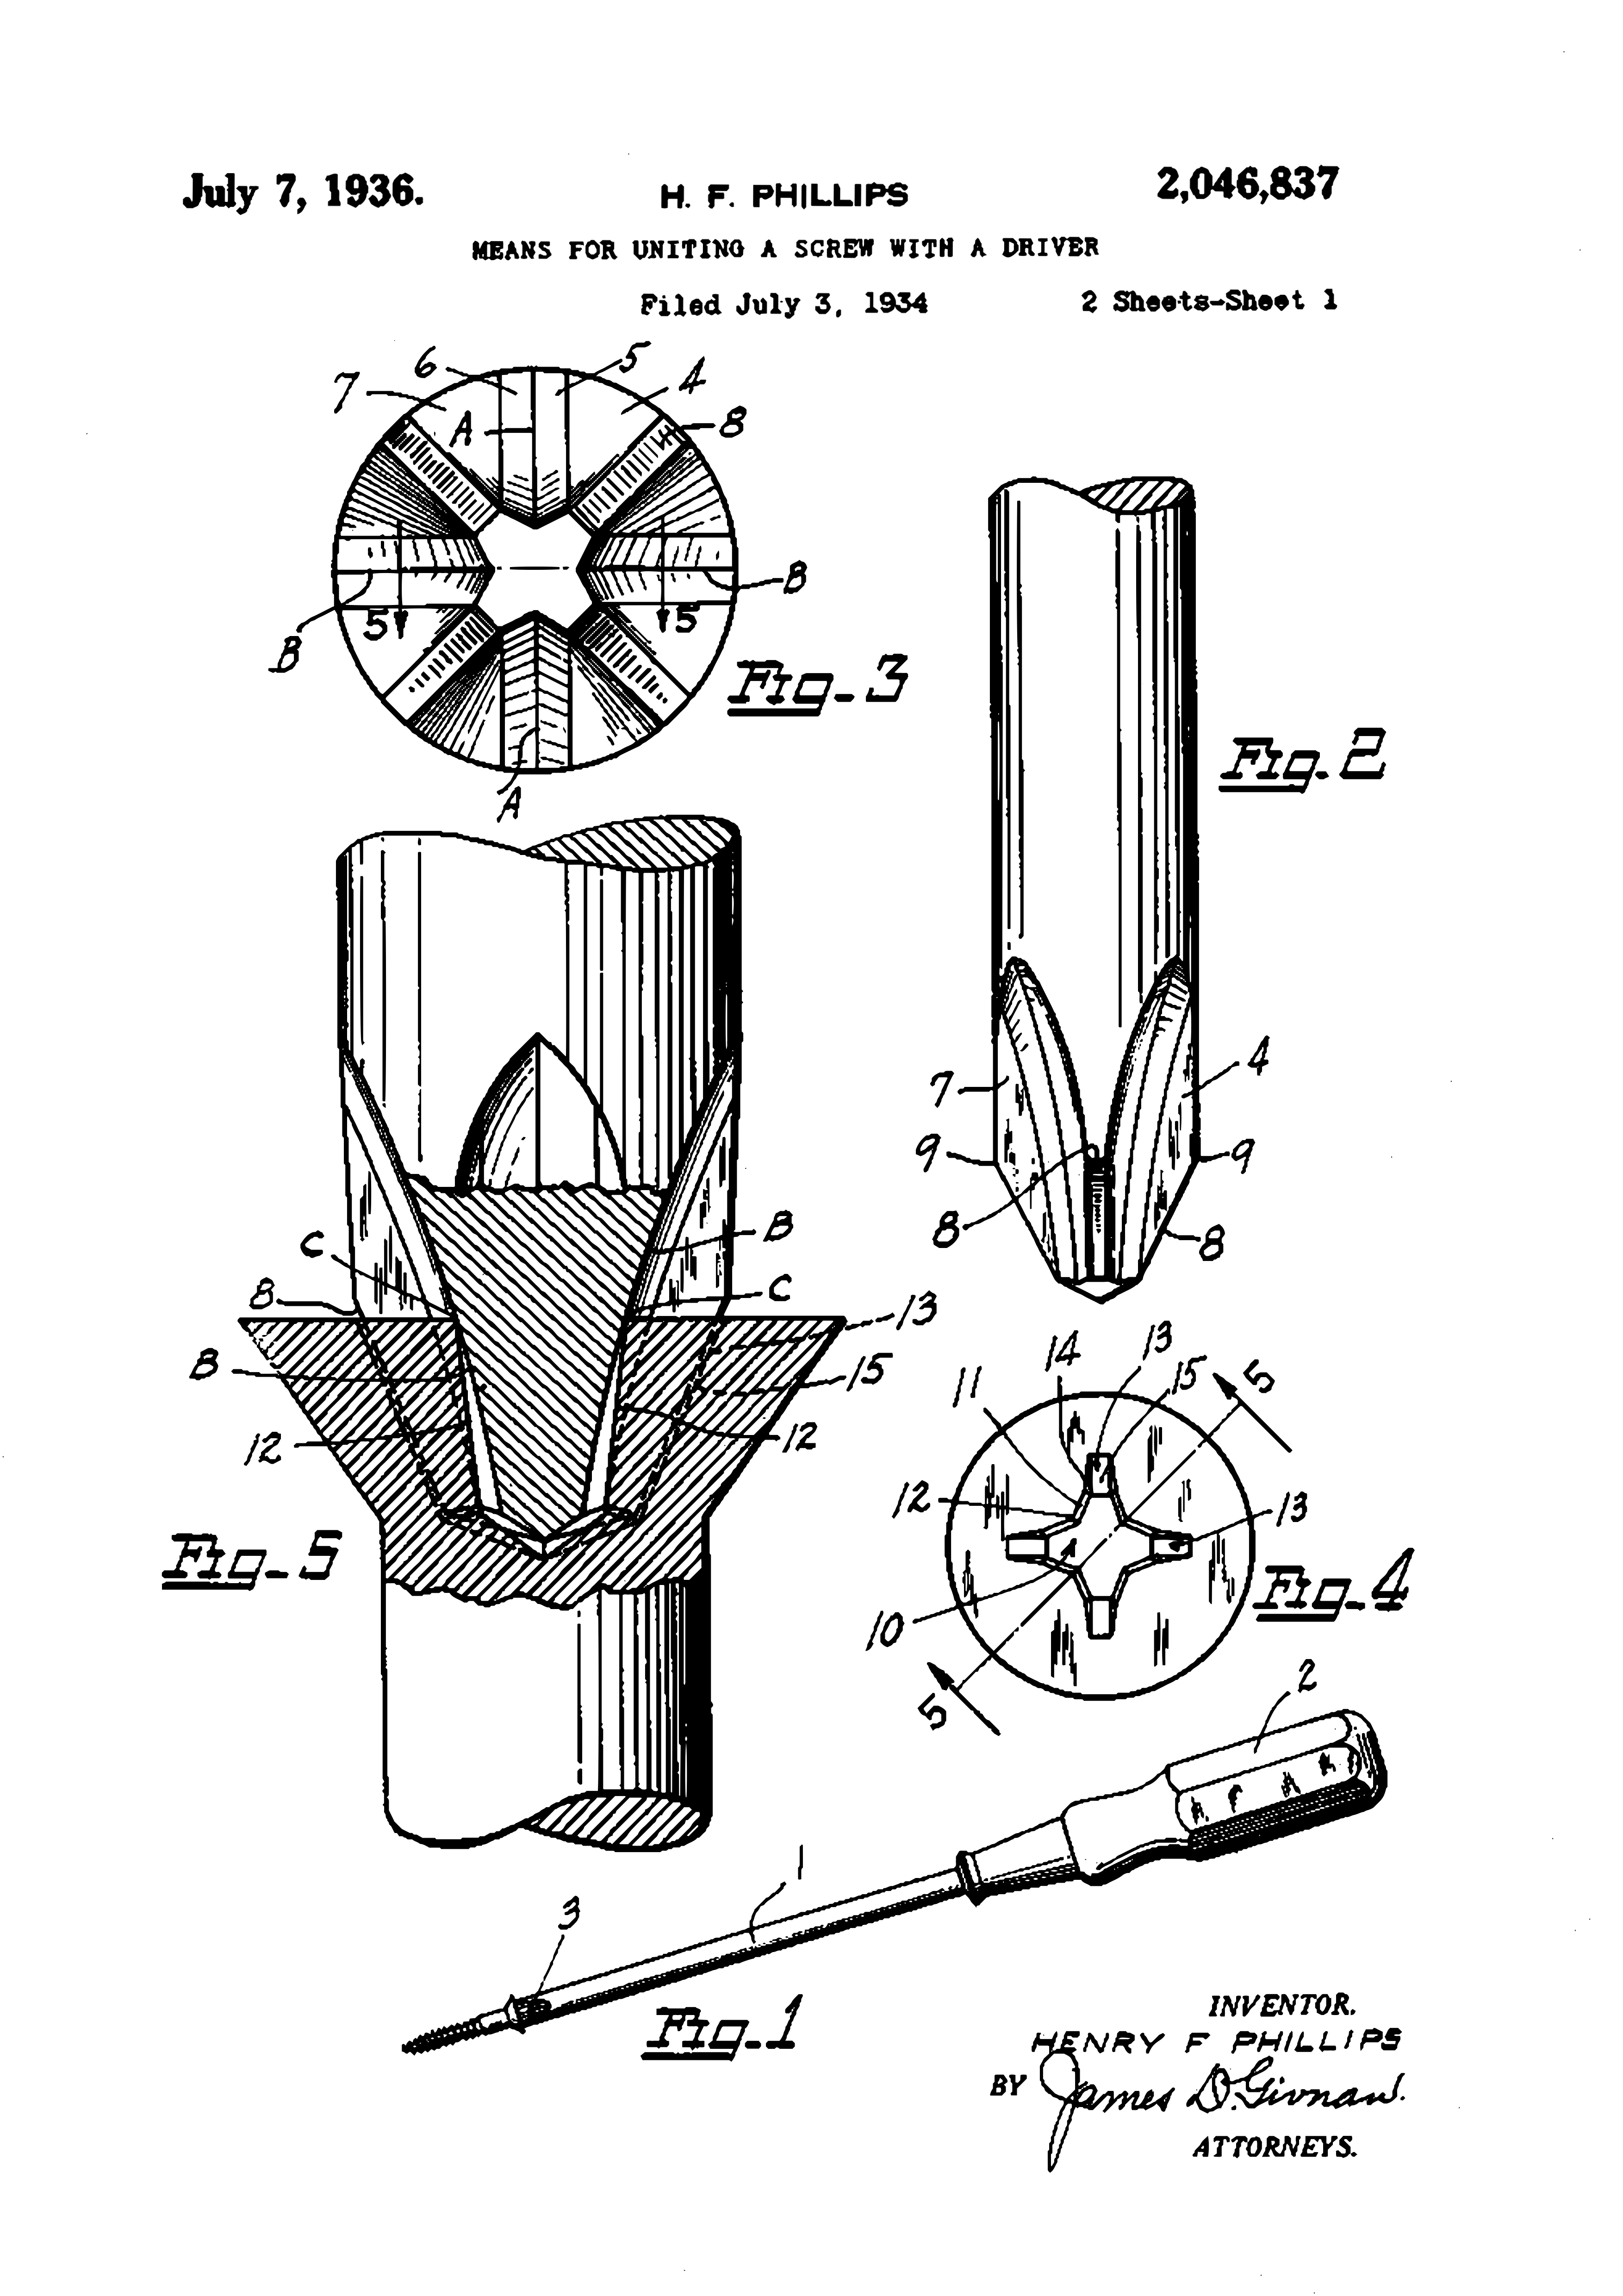 July 7, 1936.
H. F. PHILLIPS
2,046,837
MEANS FOR UNITING A SCREW WITH A DRIVER
Filed July 3, 1934
2 Sheets-Sheet 1
6
5
7
4
A
8
B
B
5
5
A
Fig. 3
Fig. 2
7
4
9
9
8
8
C
B
C
8
13
B
15
12
12
Fig. 5
14
13
11
15
5
12
13
10
5
Fig. 4
2
1
3
Fig. 1
INVENTOR.
HENRY F PHILLIPS
BY James D. Givnan.
ATTORNEYS.